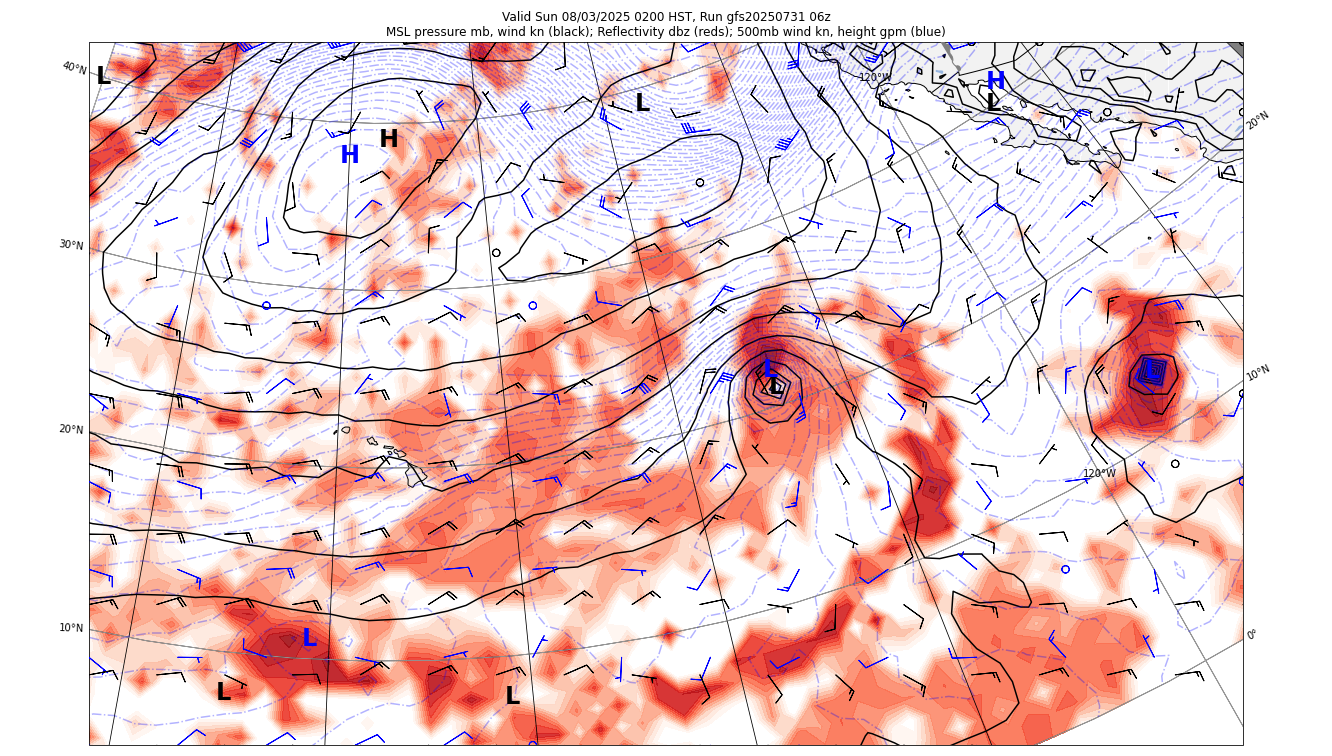 Valid Sun 08/03/2025 0200 HST, Run gfs20250731 06z
MSL pressure mb, wind kn (black); Reflectivity dbz (reds); 500mb wind kn, height gpm (blue)
40°N
L
L
120°W
H
L
20°N
H
H
30°N
L
L
L
10°N
20°N
120°W
10°N
L
0°
L
L